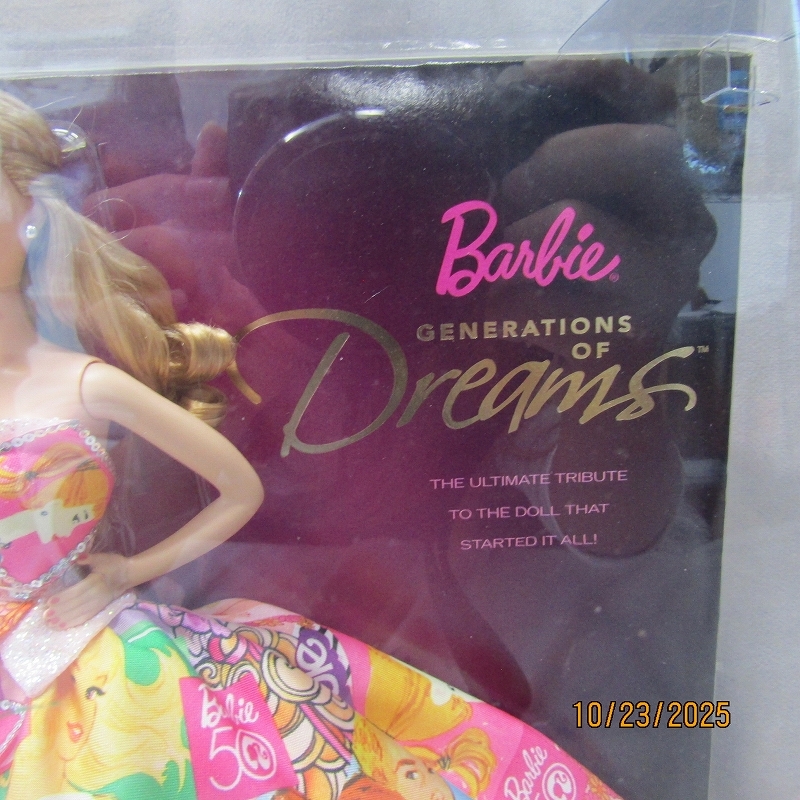 Barbie®
GENERATIONS
OF
Dreams™
THE ULTIMATE TRIBUTE
TO THE DOLL THAT
STARTED IT ALL!
Barbie
50
Barbie
10/23/2025